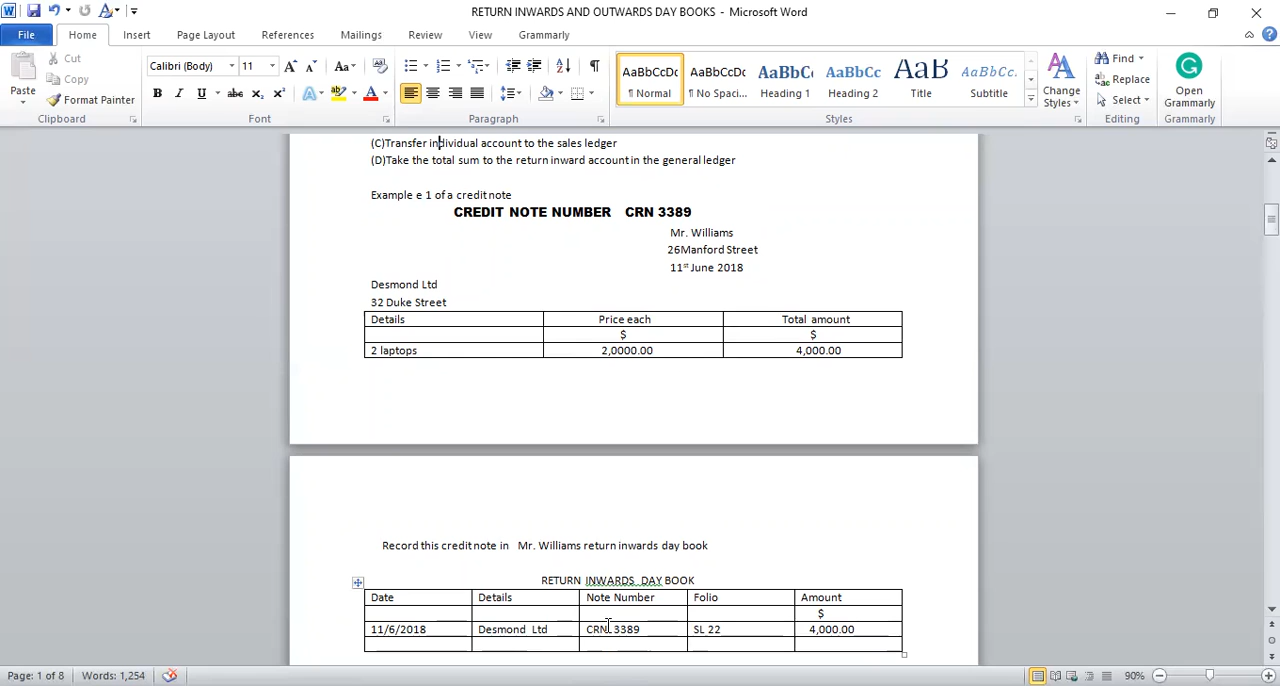 RETURN INWARDS AND OUTWARDS DAY BOOKS - Microsoft Word
File Home Insert Page Layout References Mailings Review View Grammarly
Paste
Cut
Copy
Format Painter
Clipboard
Calibri (Body) 11
Font
Paragraph
AaBbCcDc AaBbCcDc AaBbC AaBbCc AaB AaBbCc.
¶ Normal ¶ No Spaci... Heading 1 Heading 2 Title Subtitle
Change Styles
Styles
Find
Replace
Select
Editing
Open Grammarly
Grammarly
(C)Transfer individual account to the sales ledger
(D)Take the total sum to the return inward account in the general ledger
Example e 1 of a credit note
CREDIT NOTE NUMBER CRN 3389
Mr. Williams
26Manford Street
11st June 2018
Desmond Ltd
32 Duke Street
Details Price each Total amount
$ $
2 laptops 2,0000.00 4,000.00
Record this credit note in Mr. Williams return inwards day book
RETURN INWARDS DAY BOOK
Date Details Note Number Folio Amount
$
11/6/2018 Desmond Ltd CRN 3389 SL 22 4,000.00
Page: 1 of 8 Words: 1,254 90%